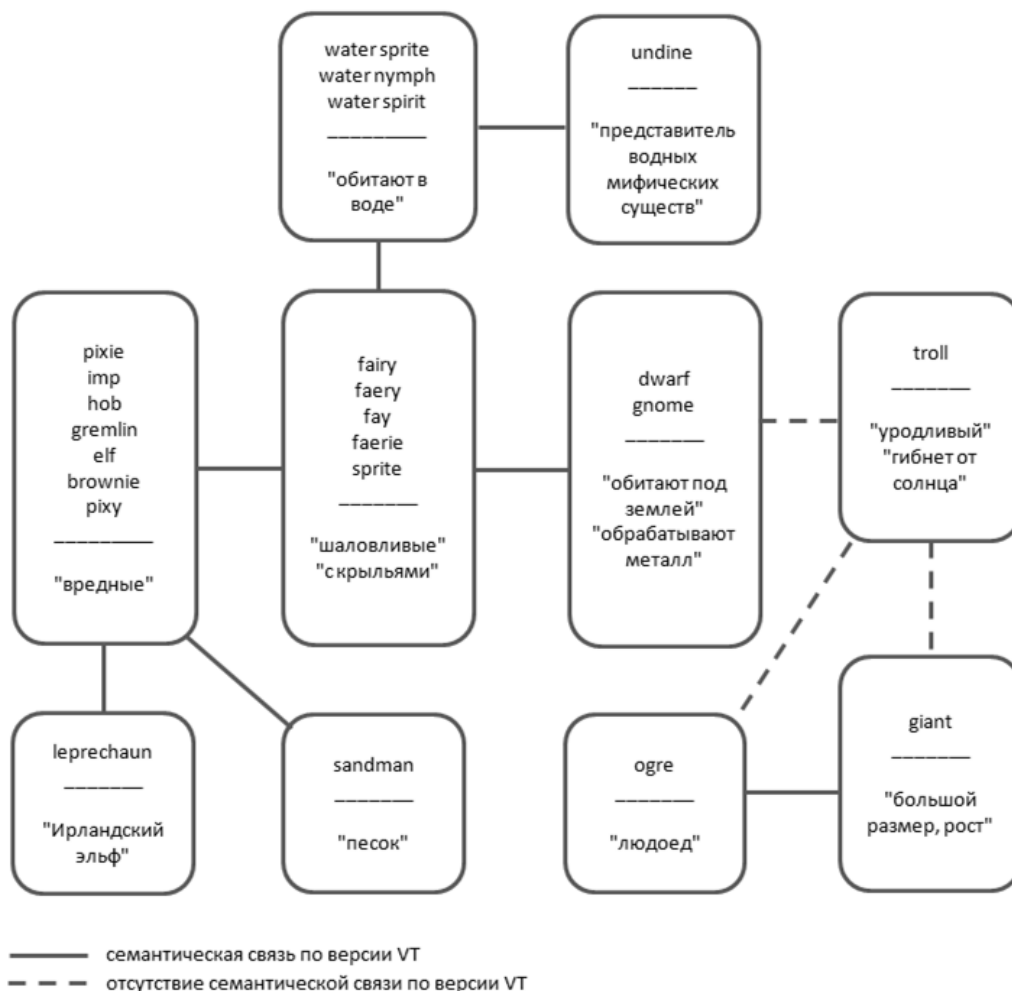 water sprite
water nymph
water spirit
"обитают в
воде"
undine
"представитель
водных
мифических
существ"
pixie
imp
hob
gremlin
elf
brownie
pixy
"вредные"
fairy
faery
fay
faerie
sprite
"шаловливые"
"с крыльями"
dwarf
gnome
"обитают под
землей"
"обрабатывают
металл"
troll
"уродливый"
"гибнет от
солнца"
leprechaun
"Ирландский
эльф"
sandman
"песок"
ogre
"людоед"
giant
"большой
размер, рост"
семантическая связь по версии VT
отсутствие семантической связи по версии VT